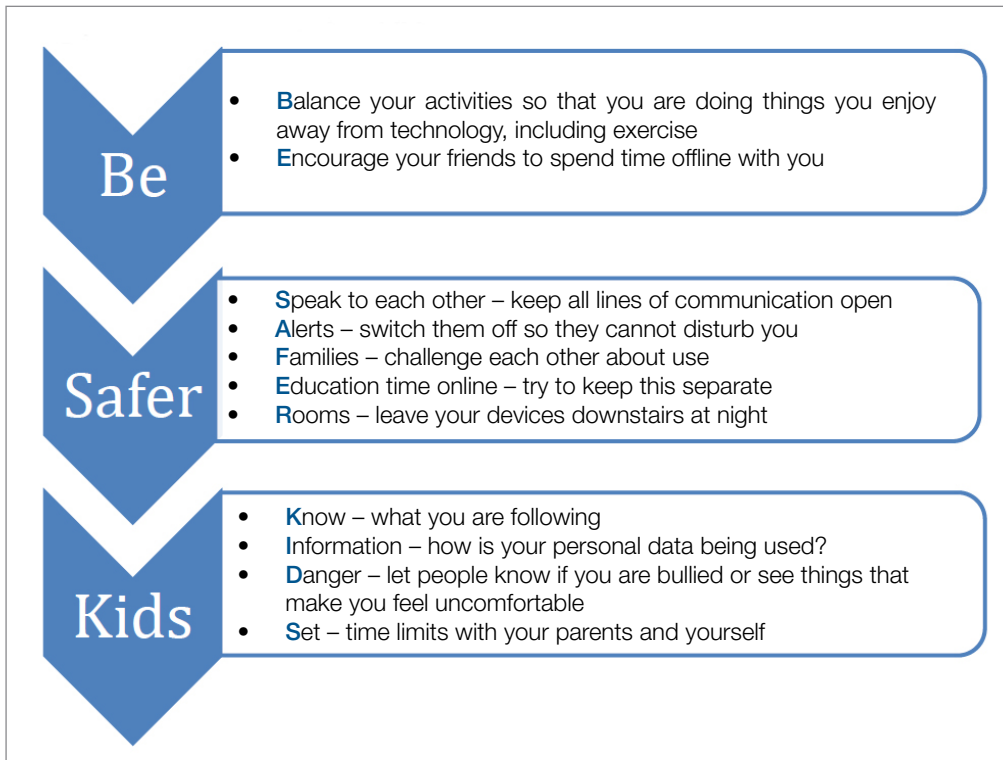 Be
• Balance your activities so that you are doing things you enjoy
away from technology, including exercise
• Encourage your friends to spend time offline with you
Safer
• Speak to each other – keep all lines of communication open
• Alerts – switch them off so they cannot disturb you
• Families – challenge each other about use
• Education time online – try to keep this separate
• Rooms – leave your devices downstairs at night
Kids
• Know – what you are following
• Information – how is your personal data being used?
• Danger – let people know if you are bullied or see things that
make you feel uncomfortable
• Set – time limits with your parents and yourself